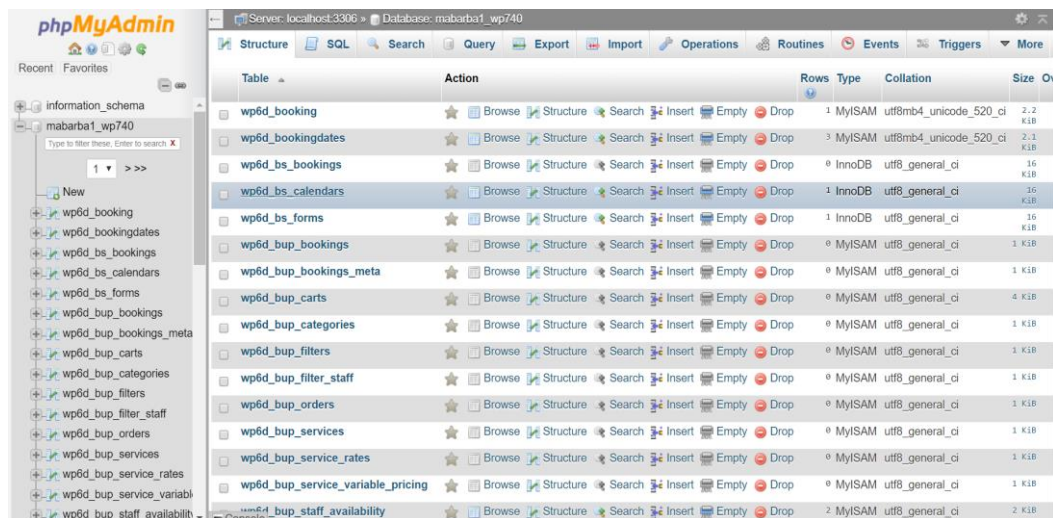 phpMyAdmin
Recent Favorites
information_schema
mabarba1_wp740
Type to filter these, Enter to search X
1 > >>
New
wp6d_booking
wp6d_bookingdates
wp6d_bs_bookings
wp6d_bs_calendars
wp6d_bs_forms
wp6d_bup_bookings
wp6d_bup_bookings_meta
wp6d_bup_carts
wp6d_bup_categories
wp6d_bup_filters
wp6d_bup_filter_staff
wp6d_bup_orders
wp6d_bup_services
wp6d_bup_service_rates
wp6d_bup_service_variabl
wp6d_bup_staff_availability
Server: localhost:3306 » Database: mabarba1_wp740
Structure SQL Search Query Export Import Operations Routines Events Triggers More
Table Action Rows Type Collation Size Ov
wp6d_booking Browse Structure Search Insert Empty Drop 1 MyISAM utf8mb4_unicode_520_ci 2.2 KiB
wp6d_bookingdates Browse Structure Search Insert Empty Drop 3 MyISAM utf8mb4_unicode_520_ci 2.1 KiB
wp6d_bs_bookings Browse Structure Search Insert Empty Drop 0 InnoDB utf8_general_ci 16 KiB
wp6d_bs_calendars Browse Structure Search Insert Empty Drop 1 InnoDB utf8_general_ci 16 KiB
wp6d_bs_forms Browse Structure Search Insert Empty Drop 1 InnoDB utf8_general_ci 16 KiB
wp6d_bup_bookings Browse Structure Search Insert Empty Drop 0 MyISAM utf8_general_ci 1 KiB
wp6d_bup_bookings_meta Browse Structure Search Insert Empty Drop 0 MyISAM utf8_general_ci 1 KiB
wp6d_bup_carts Browse Structure Search Insert Empty Drop 0 MyISAM utf8_general_ci 4 KiB
wp6d_bup_categories Browse Structure Search Insert Empty Drop 0 MyISAM utf8_general_ci 1 KiB
wp6d_bup_filters Browse Structure Search Insert Empty Drop 0 MyISAM utf8_general_ci 1 KiB
wp6d_bup_filter_staff Browse Structure Search Insert Empty Drop 0 MyISAM utf8_general_ci 1 KiB
wp6d_bup_orders Browse Structure Search Insert Empty Drop 0 MyISAM utf8_general_ci 1 KiB
wp6d_bup_services Browse Structure Search Insert Empty Drop 0 MyISAM utf8_general_ci 1 KiB
wp6d_bup_service_rates Browse Structure Search Insert Empty Drop 0 MyISAM utf8_general_ci 1 KiB
wp6d_bup_service_variable_pricing Browse Structure Search Insert Empty Drop 0 MyISAM utf8_general_ci 1 KiB
wp6d_bup_staff_availability Browse Structure Search Insert Empty Drop 2 MyISAM utf8_general_ci 2 KiB
Console